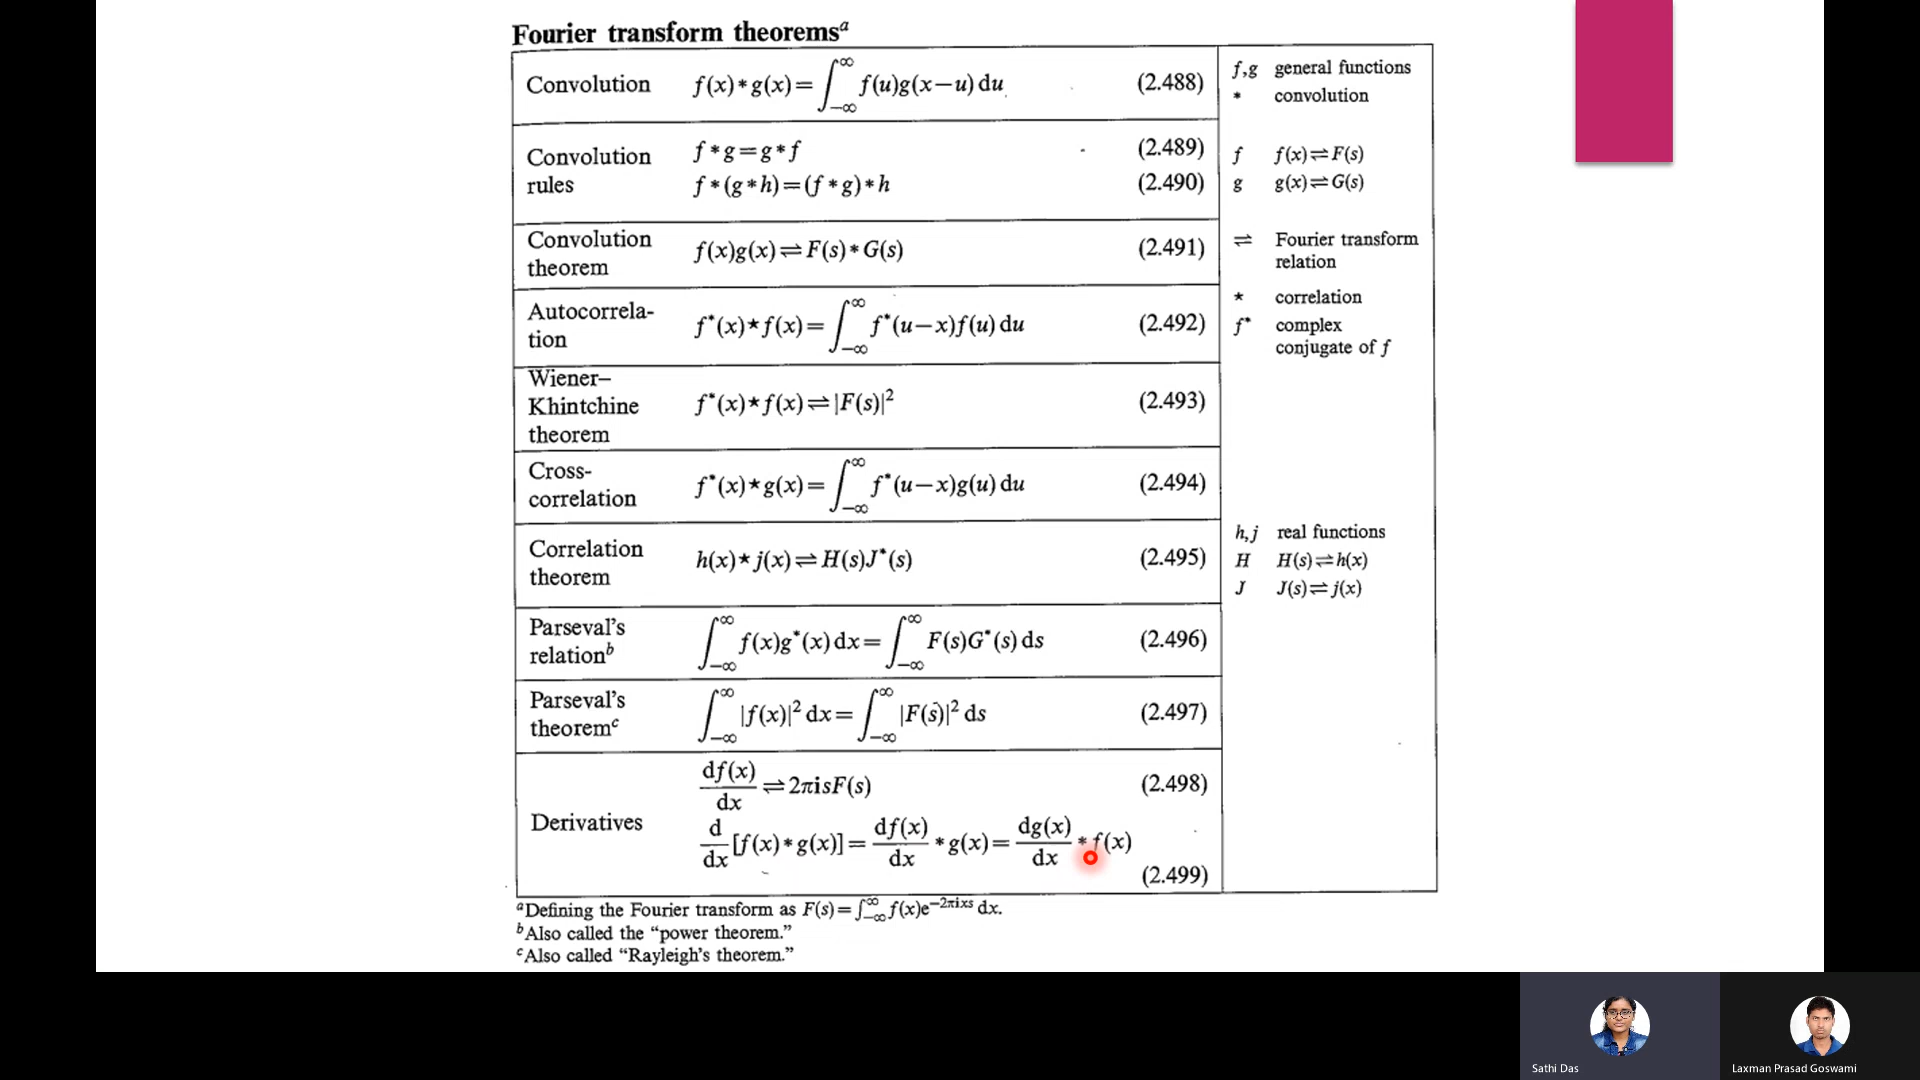 Fourier transform theorems^a
Convolution f(x)*g(x)=∫_{−∞}^{∞} f(u)g(x−u) du (2.488)
Convolution rules
f*g=g*f (2.489)
f*(g*h)=(f*g)*h (2.490)
Convolution theorem f(x)g(x)⇌F(s)*G(s) (2.491)
Autocorrela-
tion f*(x)⋆f(x)=∫_{−∞}^{∞} f*(u−x)f(u) du (2.492)
Wiener–
Khintchine
theorem f*(x)⋆f(x)⇌|F(s)|² (2.493)
Cross-
correlation f*(x)⋆g(x)=∫_{−∞}^{∞} f*(u−x)g(u) du (2.494)
Correlation
theorem h(x)⋆j(x)⇌H(s)J*(s) (2.495)
Parseval's
relation^b ∫_{−∞}^{∞} f(x)g*(x) dx=∫_{−∞}^{∞} F(s)G*(s) ds (2.496)
Parseval's
theorem^c ∫_{−∞}^{∞} |f(x)|² dx=∫_{−∞}^{∞} |F(s)|² ds (2.497)
Derivatives
df(x)/dx ⇌2πisF(s) (2.498)
d/dx [f(x)*g(x)]= df(x)/dx *g(x)= dg(x)/dx *f(x)
(2.499)
f,g general functions
* convolution
f f(x)⇌F(s)
g g(x)⇌G(s)
⇌ Fourier transform
relation
⋆ correlation
f* complex
conjugate of f
h,j real functions
H H(s)⇌h(x)
J J(s)⇌j(x)
^aDefining the Fourier transform as F(s)=∫_{−∞}^{∞} f(x)e^{−2πixs} dx.
^bAlso called the “power theorem.”
^cAlso called “Rayleigh's theorem.”
Sathi Das
Laxman Prasad Goswami